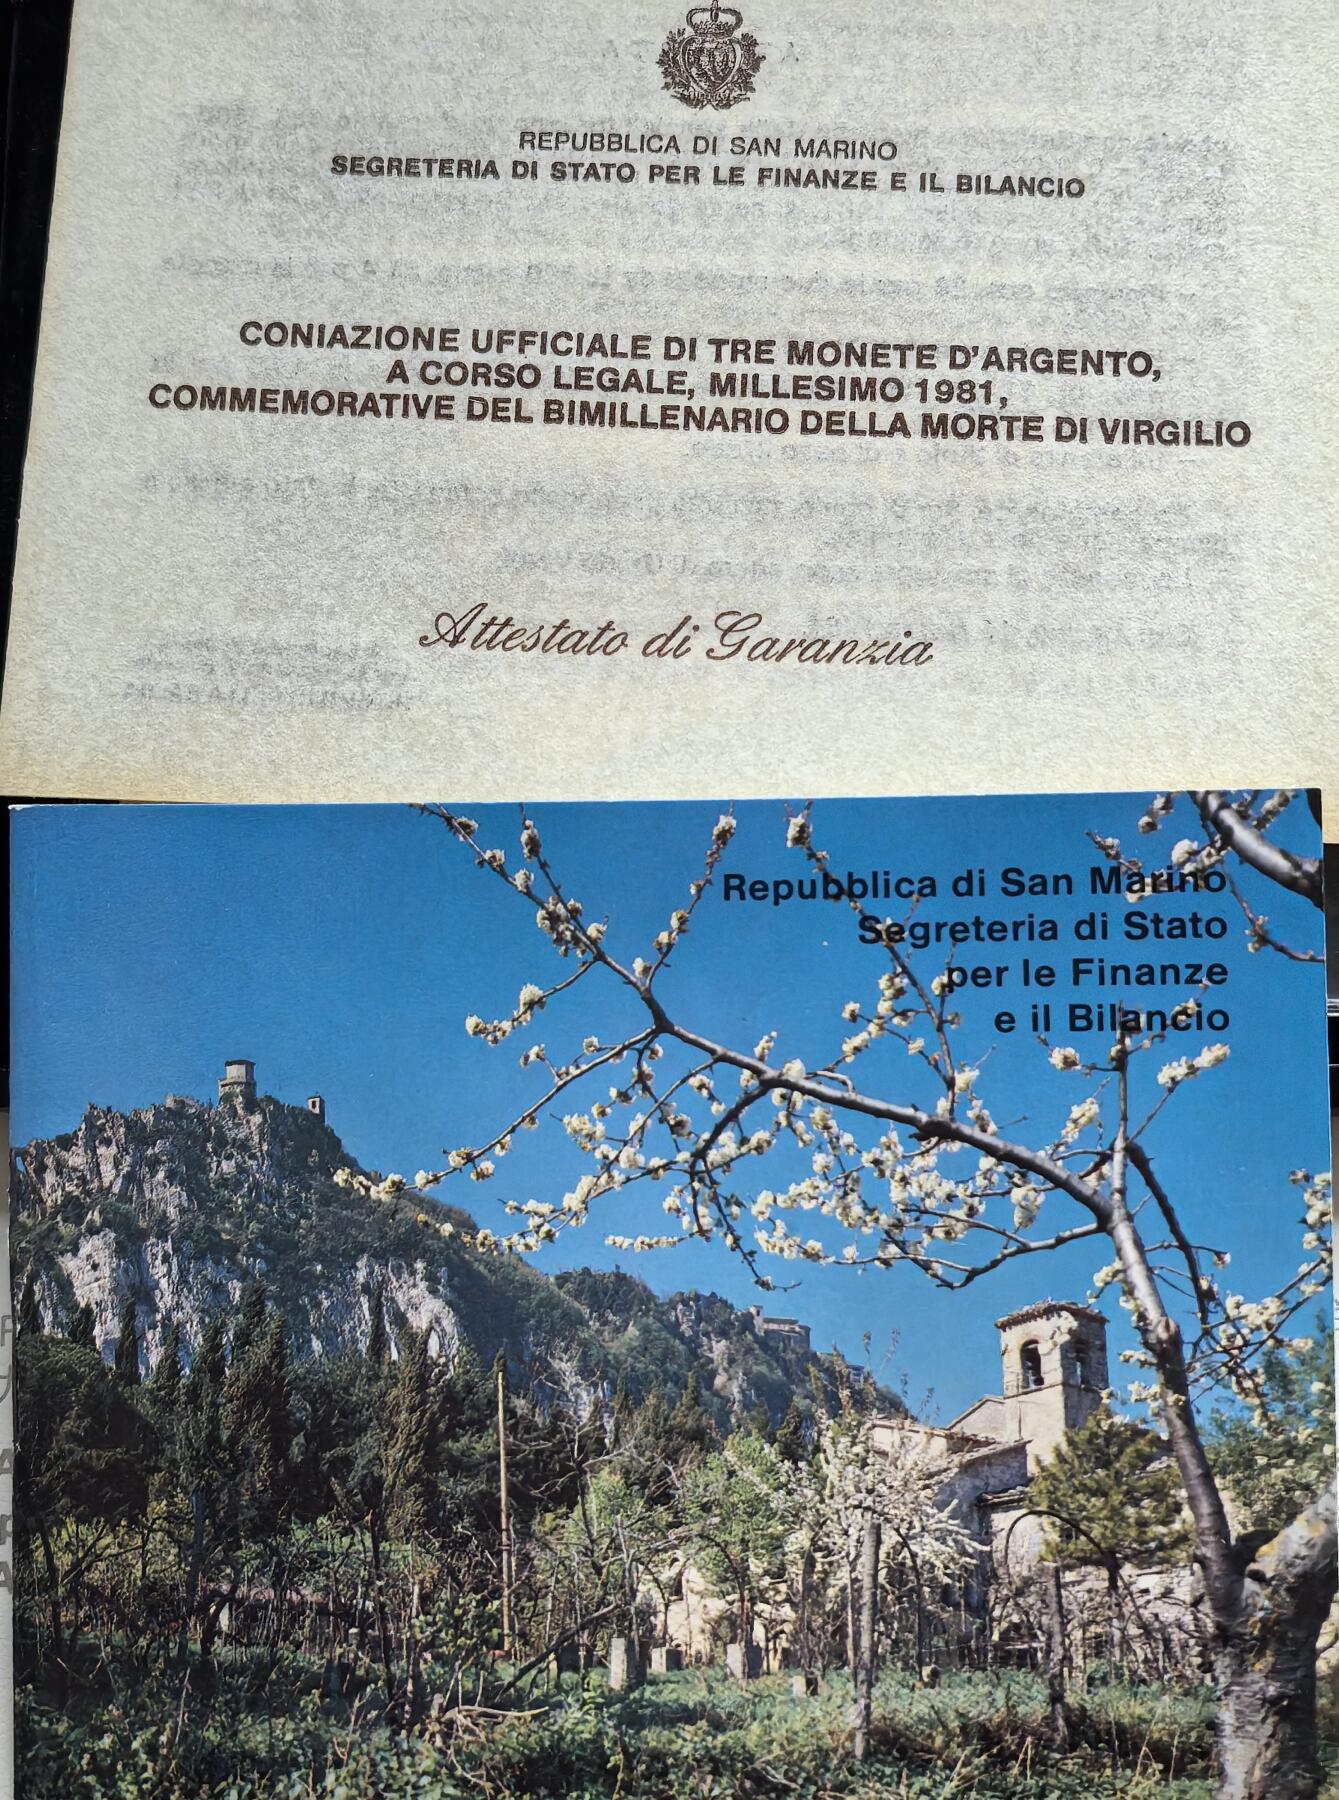 REPUBBLICA DI SAN MARINO
SEGRETERIA DI STATO PER LE FINANZE E IL BILANCIO
CONIAZIONE UFFICIALE DI TRE MONETE D'ARGENTO,
A CORSO LEGALE, MILLESIMO 1981,
COMMEMORATIVE DEL BIMILLENARIO DELLA MORTE DI VIRGILIO
Attestato di Garanzia
Repubblica di San Marino
Segreteria di Stato
per le Finanze
e il Bilancio